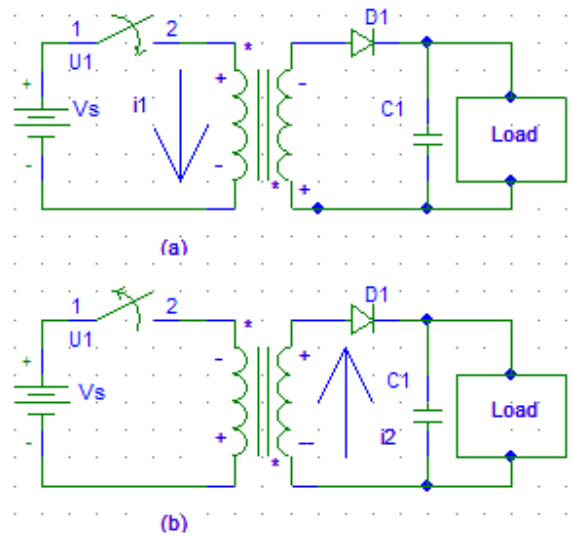 1 2 * D1
U1
+ + -
Vs i1 C1 Load
- - * +
(a)
1 2 * D1
U1
+ - +
Vs C1 Load
i2
- + * --
(b)